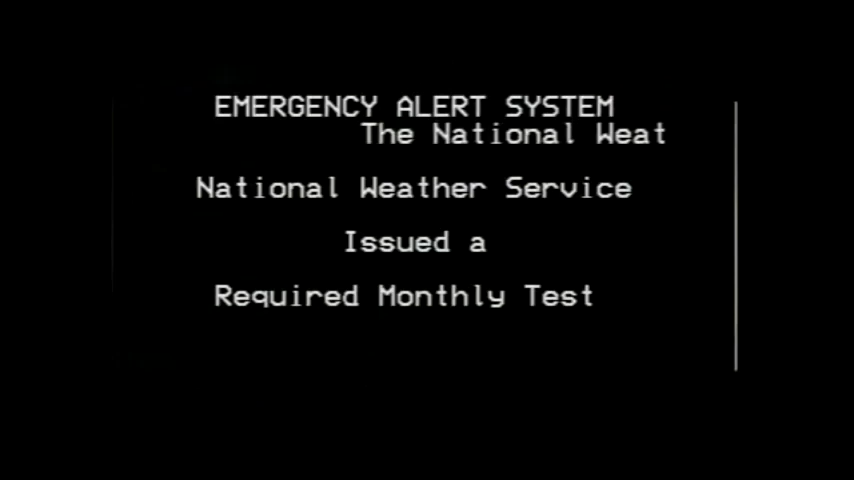 EMERGENCY ALERT SYSTEM
The National Weat
National Weather Service
Issued a
Required Monthly Test